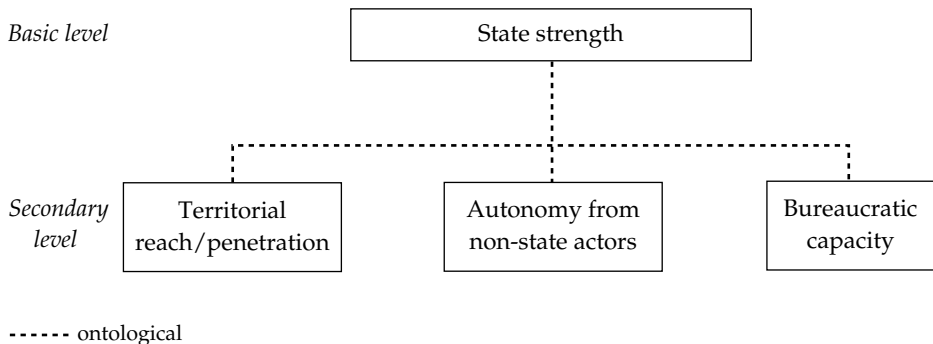 Basic level
State strength
Secondary
level
Territorial
reach/penetration
Autonomy from
non-state actors
Bureaucratic
capacity
ontological